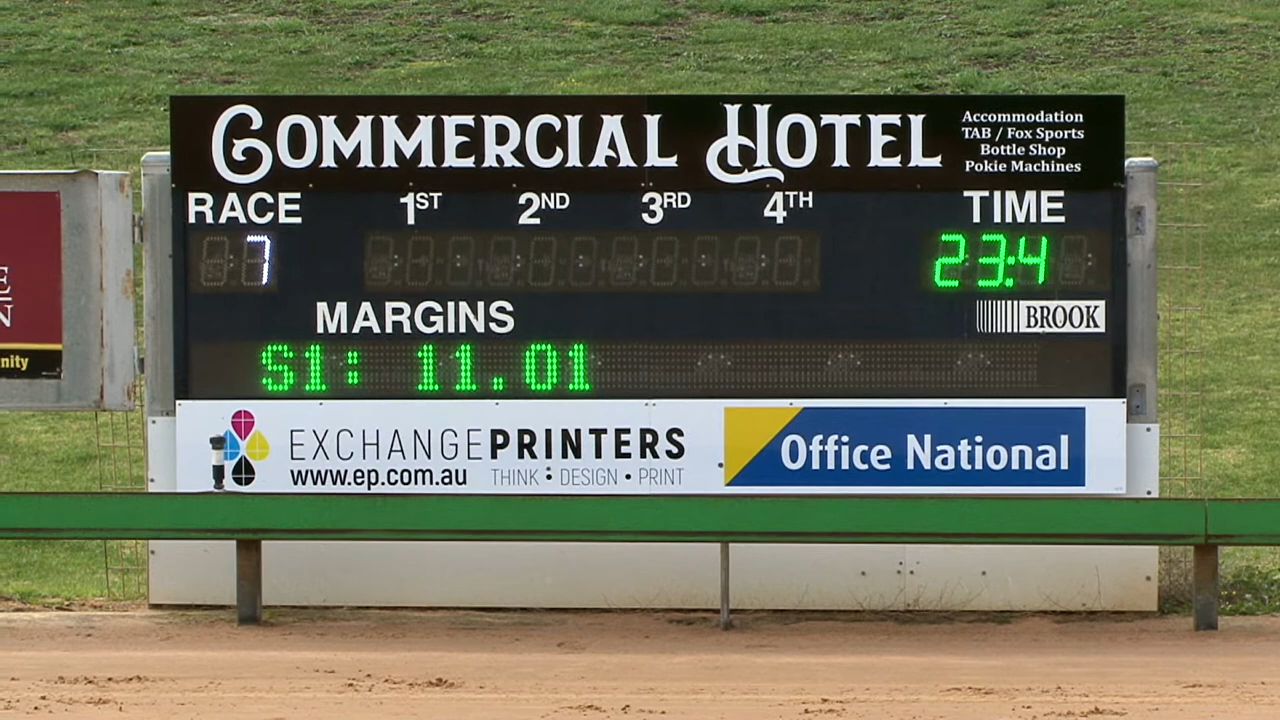 COMMERCIAL HOTEL
Accommodation
TAB / Fox Sports
Bottle Shop
Pokie Machines
RACE 1ST 2ND 3RD 4TH TIME
7 23:4
MARGINS
BROOK
S1: 11.01
EXCHANGEPRINTERS
www.ep.com.au THINK : DESIGN • PRINT
Office National
E
N
nity